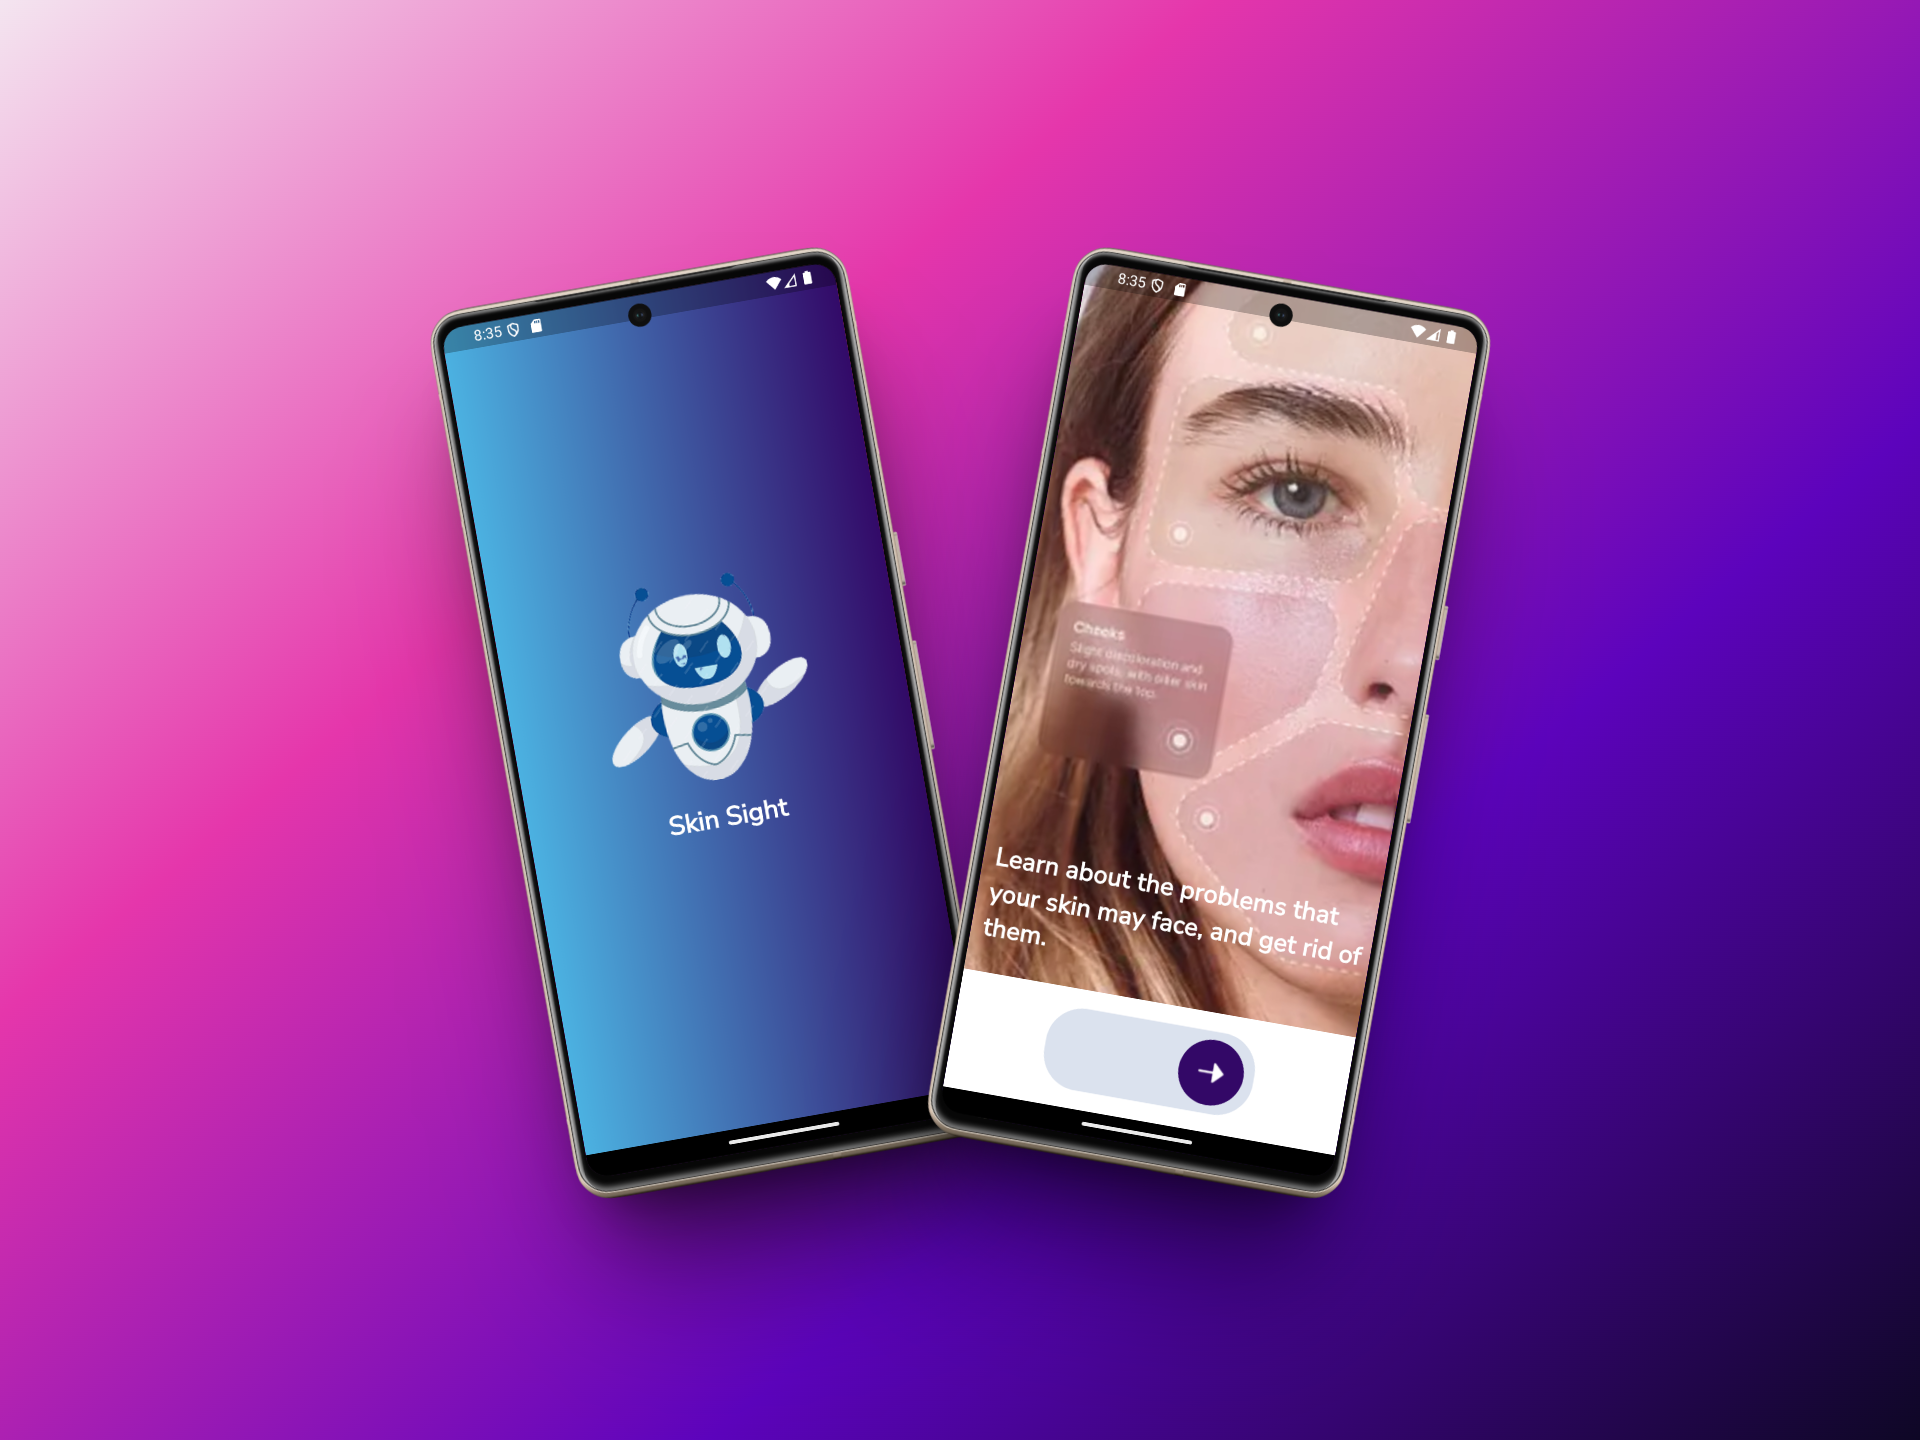 8:35
Skin Sight
8:35
Cheeks
Slight discoloration and
dry spots, with oilier skin
towards the top.
Learn about the problems that
your skin may face, and get rid of
them.